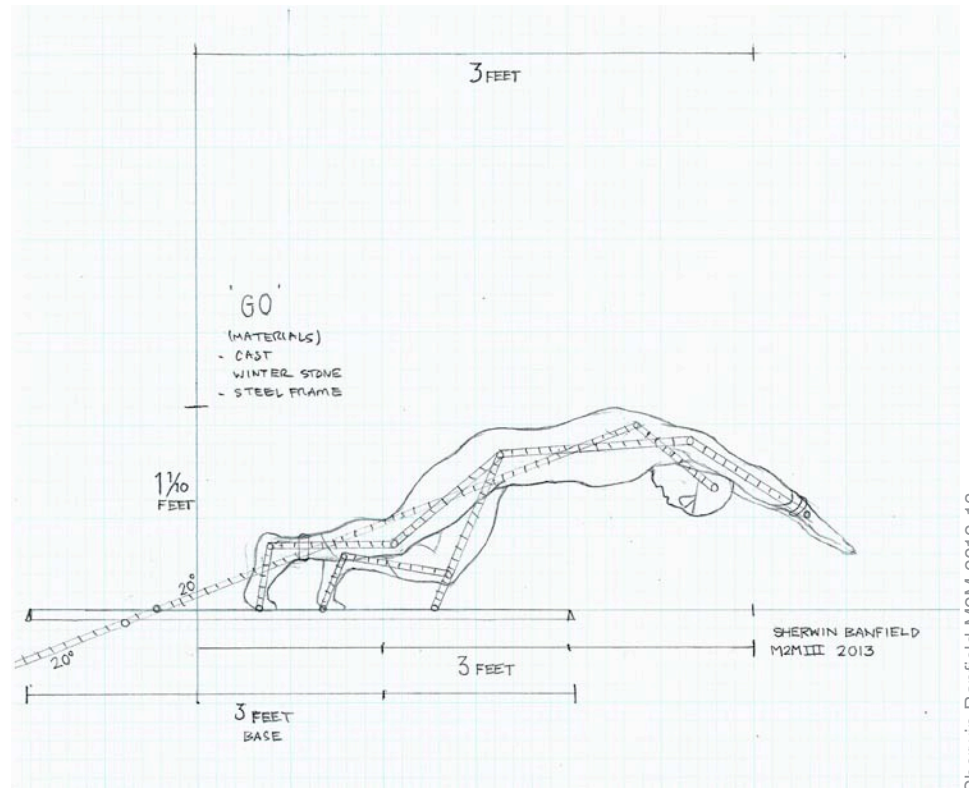 3 FEET
'GO'
(MATERIALS)
- CAST
WINTER STONE
- STEEL FRAME
1 1/10
FEET
20°
20°
SHERWIN BANFIELD
M2MIII 2013
3 FEET
3 FEET
BASE